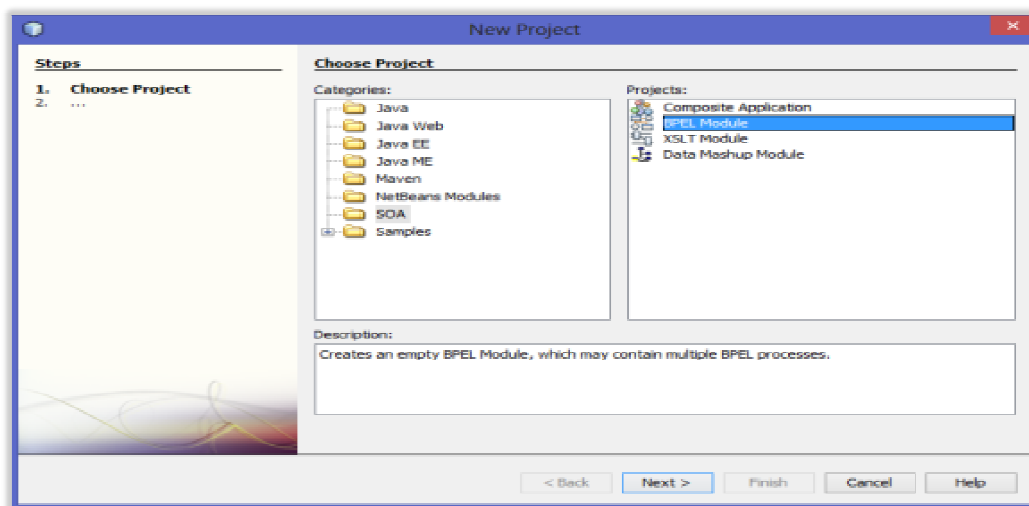 New Project
Steps
1. Choose Project
2. ...
Choose Project
Categories:
Java
Java Web
Java EE
Java ME
Maven
NetBeans Modules
SOA
Samples
Projects:
Composite Application
BPEL Module
XSLT Module
Data Mashup Module
Description:
Creates an empty BPEL Module, which may contain multiple BPEL processes.
< Back
Next >
Finish
Cancel
Help